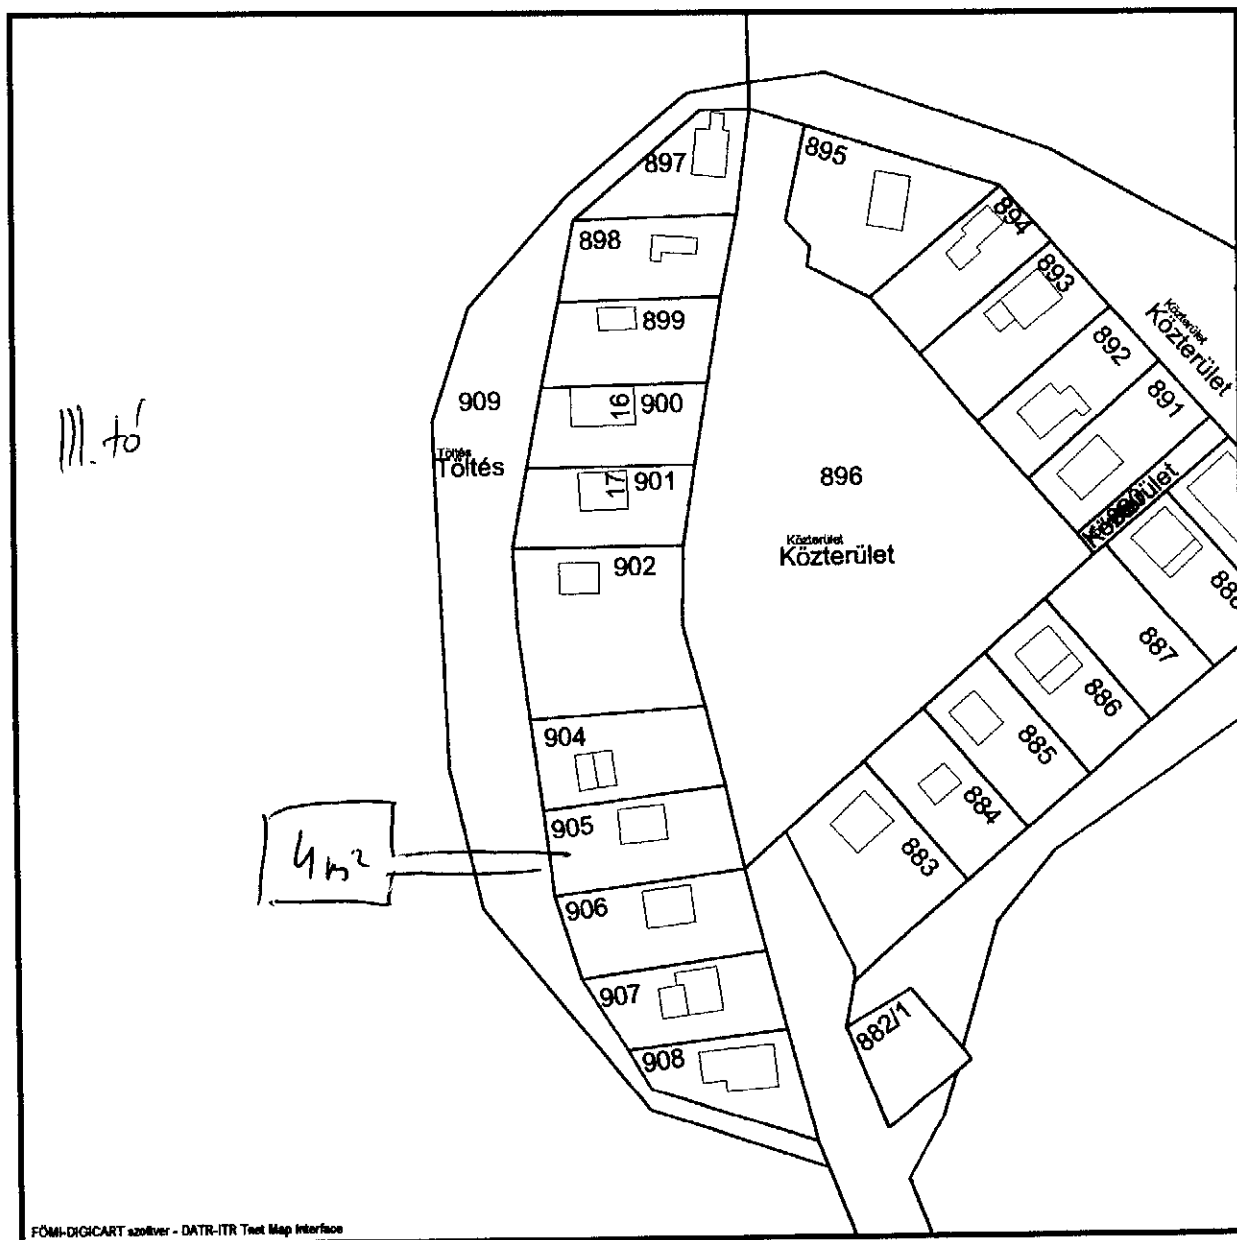 897
895
894
898
893
899
Közterület
Közterület
892
16 900
909
891
III. tó
Töltés
Töltés
17 901
896
Közterület
Közterület
902
887
886
904
885
884
905
4 m²
883
906
907
882/1
908
FÖMI-DIGICART szoftver - DATR-ITR Test Map Interface